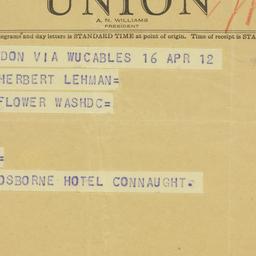 UNION
A. N. WILLIAMS
PRESIDENT
egrams and day letters is STANDARD TIME at point of origin. Time of receipt is STA
DON VIA WUCABLES 16 APR 12
HERBERT LEHMAN=
FLOWER WASHDC=
=
OSBORNE HOTEL CONNAUGHT.